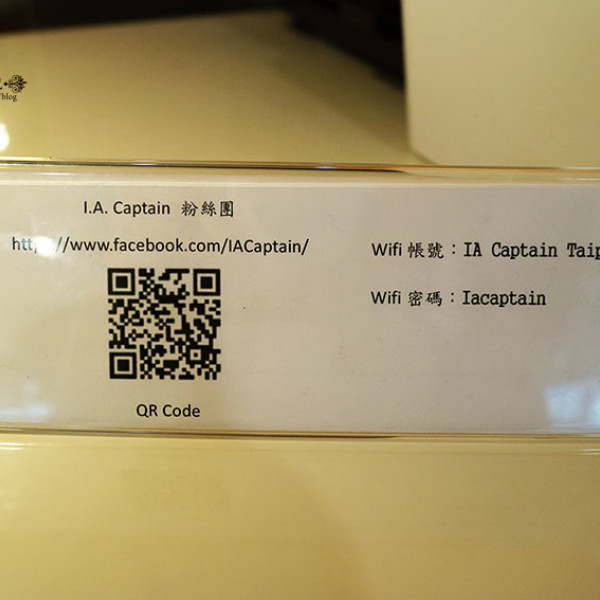 blog
I.A. Captain 粉絲團
http://www.facebook.com/IACaptain/
QR Code
Wifi 帳號：IA Captain Taip
Wifi 密碼：Iacaptain